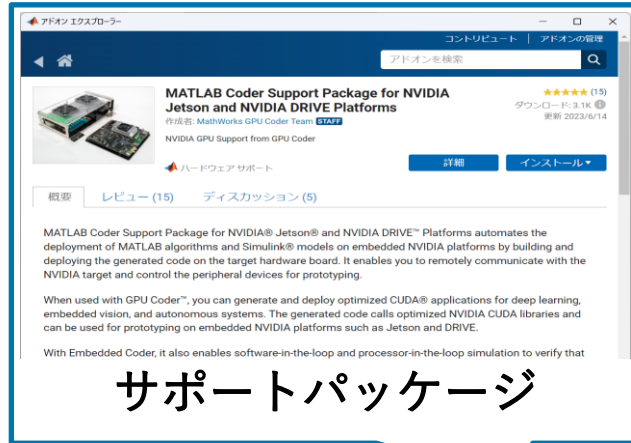 アドオン エクスプローラー
コントリビュート | アドオンの管理
アドオンを検索
MATLAB Coder Support Package for NVIDIA
Jetson and NVIDIA DRIVE Platforms
作成者: MathWorks GPU Coder Team STAFF
NVIDIA GPU Support from GPU Coder
ハードウェア サポート
(15)
ダウンロード: 3.1K
更新 2023/6/14
詳細
インストール
概要 レビュー (15) ディスカッション (5)
MATLAB Coder Support Package for NVIDIA® Jetson® and NVIDIA DRIVE™ Platforms automates the
deployment of MATLAB algorithms and Simulink® models on embedded NVIDIA platforms by building and
deploying the generated code on the target hardware board. It enables you to remotely communicate with the
NVIDIA target and control the peripheral devices for prototyping.
When used with GPU Coder™, you can generate and deploy optimized CUDA® applications for deep learning,
embedded vision, and autonomous systems. The generated code calls optimized NVIDIA CUDA libraries and
can be used for prototyping on embedded NVIDIA platforms such as Jetson and DRIVE.
With Embedded Coder, it also enables software-in-the-loop and processor-in-the-loop simulation to verify that
サポートパッケージ